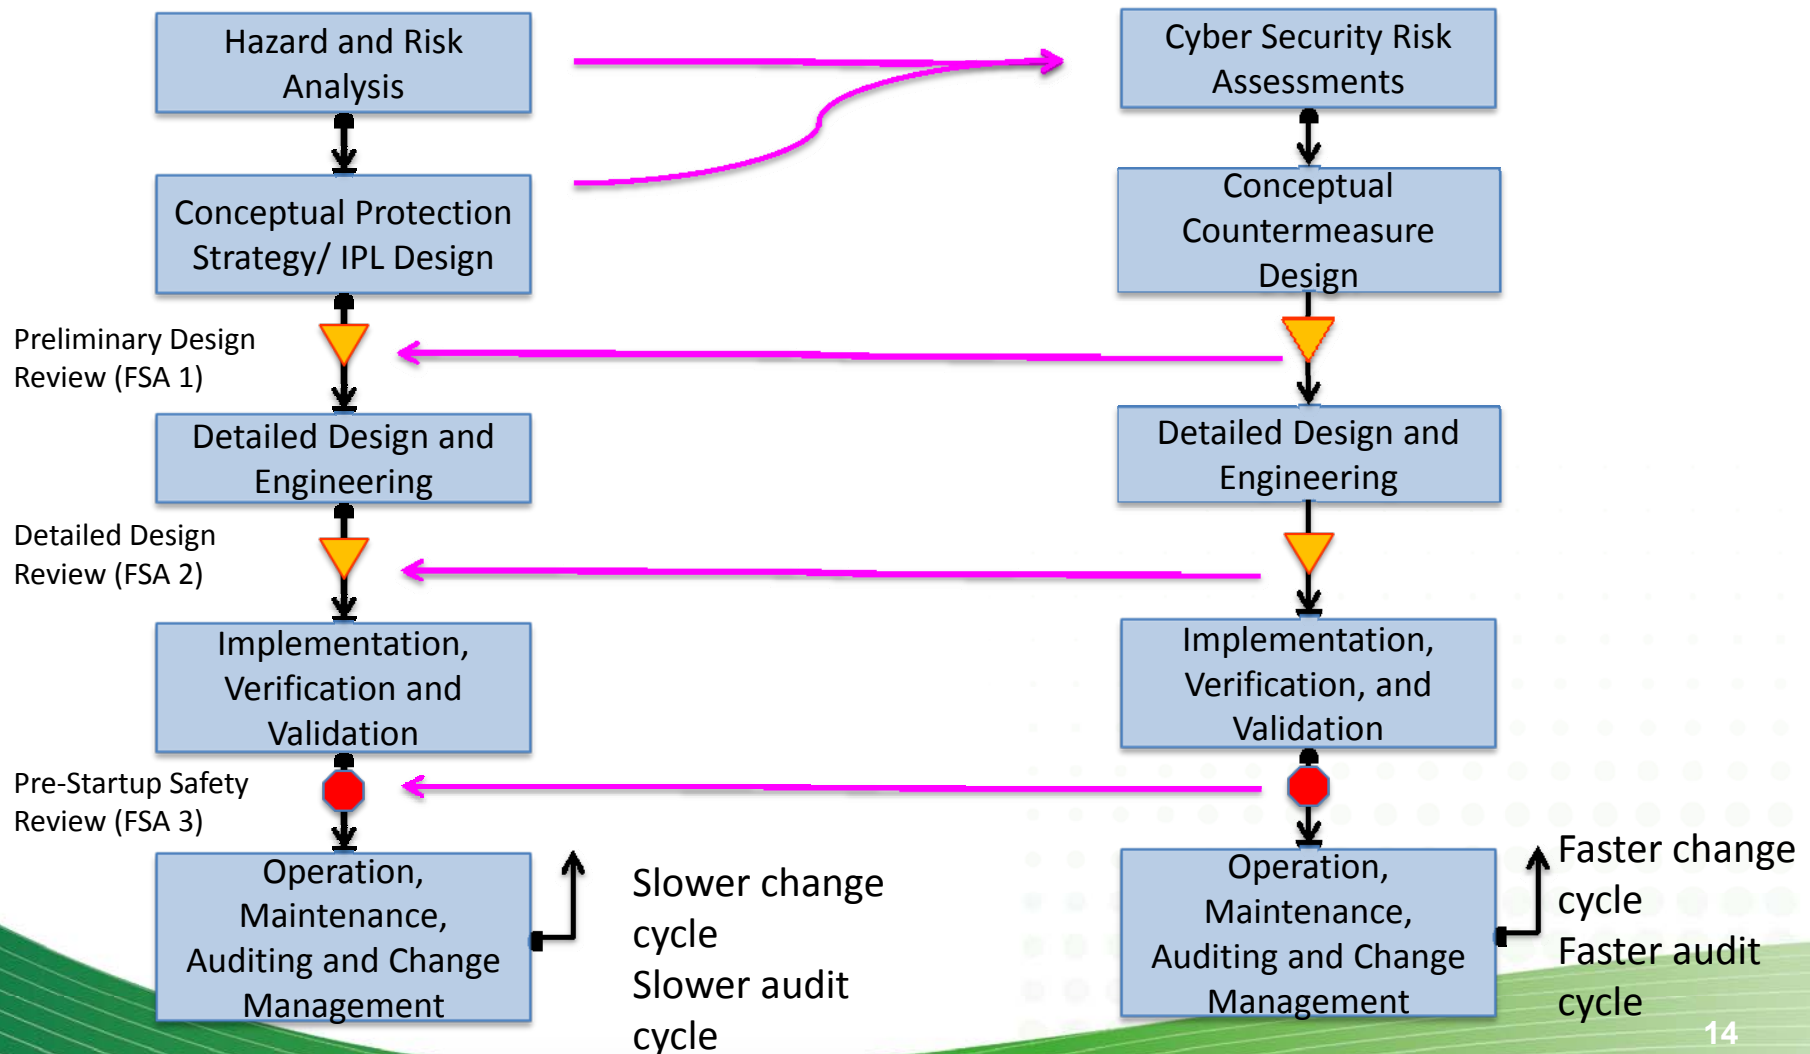 Hazard and Risk
Analysis
Cyber Security Risk
Assessments
Conceptual Protection
Strategy/ IPL Design
Conceptual
Countermeasure
Design
Preliminary Design
Review (FSA 1)
Detailed Design and
Engineering
Detailed Design and
Engineering
Detailed Design
Review (FSA 2)
Implementation,
Verification and
Validation
Implementation,
Verification, and
Validation
Pre-Startup Safety
Review (FSA 3)
Operation,
Maintenance,
Auditing and Change
Management
Slower change
cycle
Slower audit
cycle
Operation,
Maintenance,
Auditing and Change
Management
Faster change
cycle
Faster audit
cycle
14